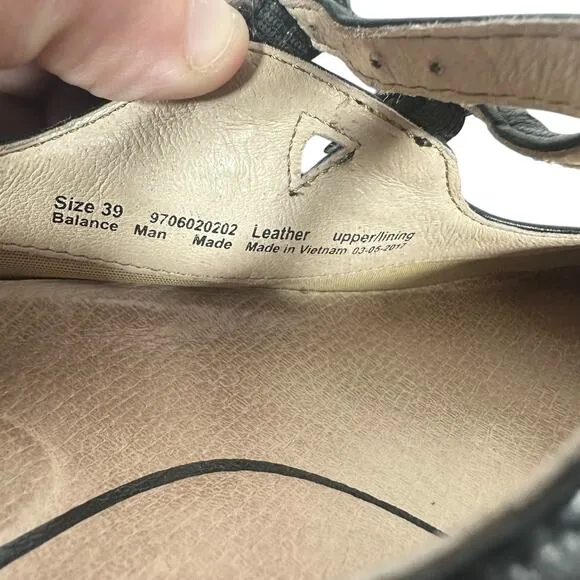 Size 39 9706020202 Leather upper/lining
Balance Man Made Made in Vietnam 03-05-2017